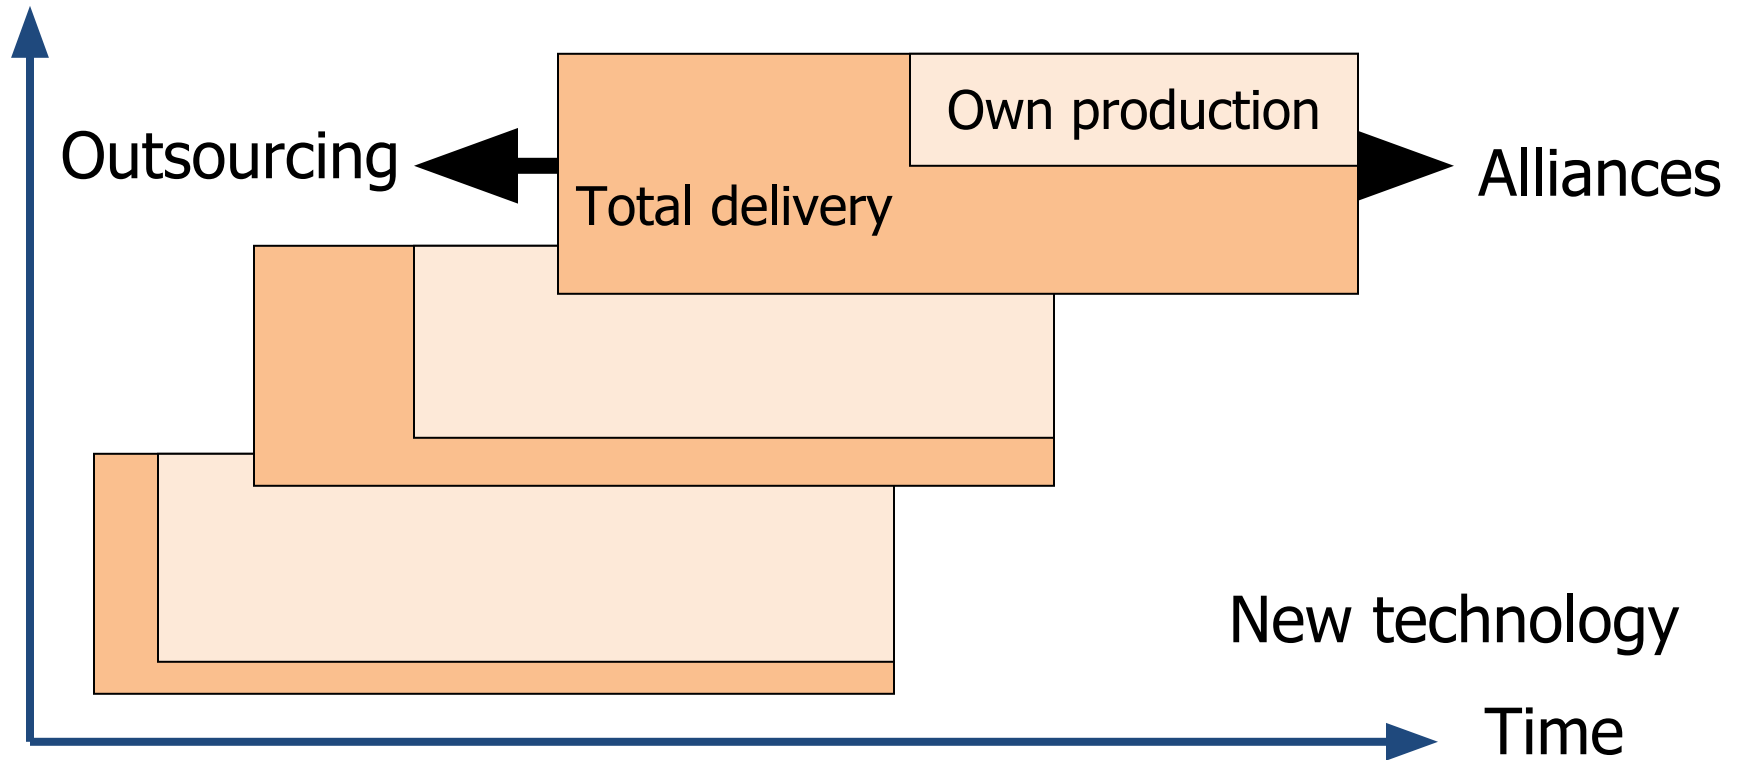 Own production
Outsourcing
Alliances
Total delivery
New technology
Time